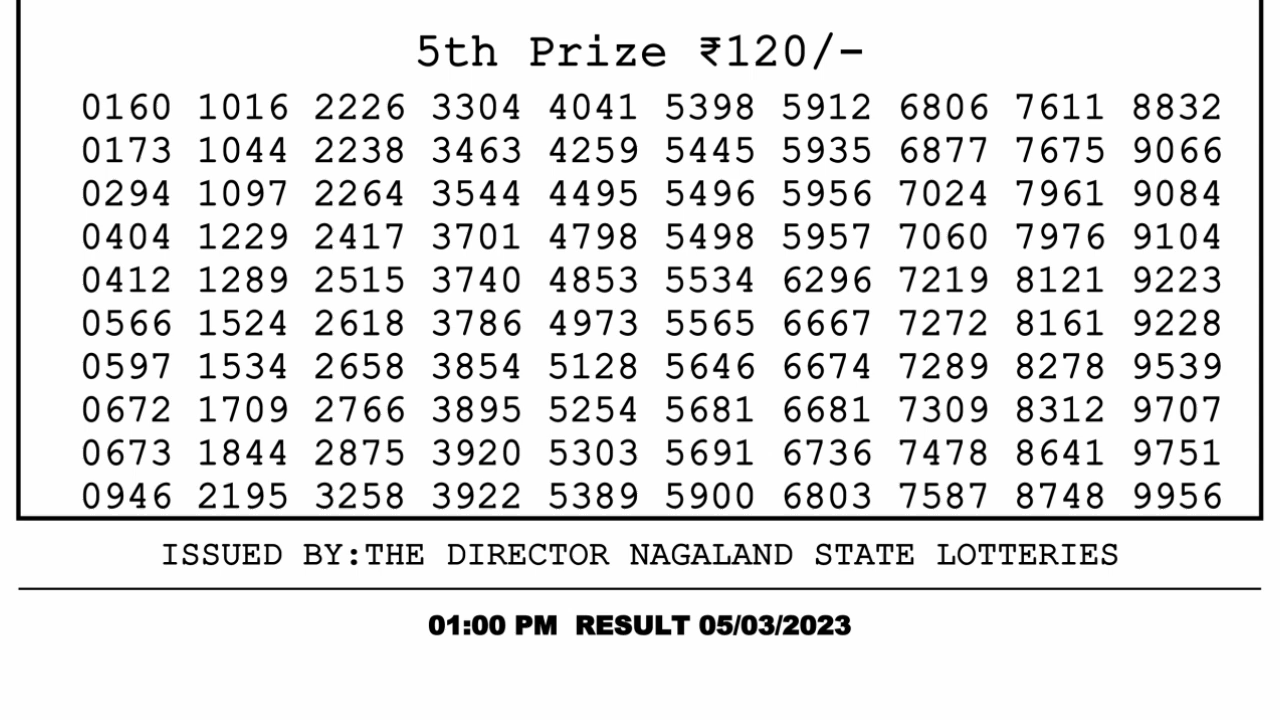 5th Prize ₹120/-
0160 1016 2226 3304 4041 5398 5912 6806 7611 8832
0173 1044 2238 3463 4259 5445 5935 6877 7675 9066
0294 1097 2264 3544 4495 5496 5956 7024 7961 9084
0404 1229 2417 3701 4798 5498 5957 7060 7976 9104
0412 1289 2515 3740 4853 5534 6296 7219 8121 9223
0566 1524 2618 3786 4973 5565 6667 7272 8161 9228
0597 1534 2658 3854 5128 5646 6674 7289 8278 9539
0672 1709 2766 3895 5254 5681 6681 7309 8312 9707
0673 1844 2875 3920 5303 5691 6736 7478 8641 9751
0946 2195 3258 3922 5389 5900 6803 7587 8748 9956
ISSUED BY:THE DIRECTOR NAGALAND STATE LOTTERIES
01:00 PM RESULT 05/03/2023